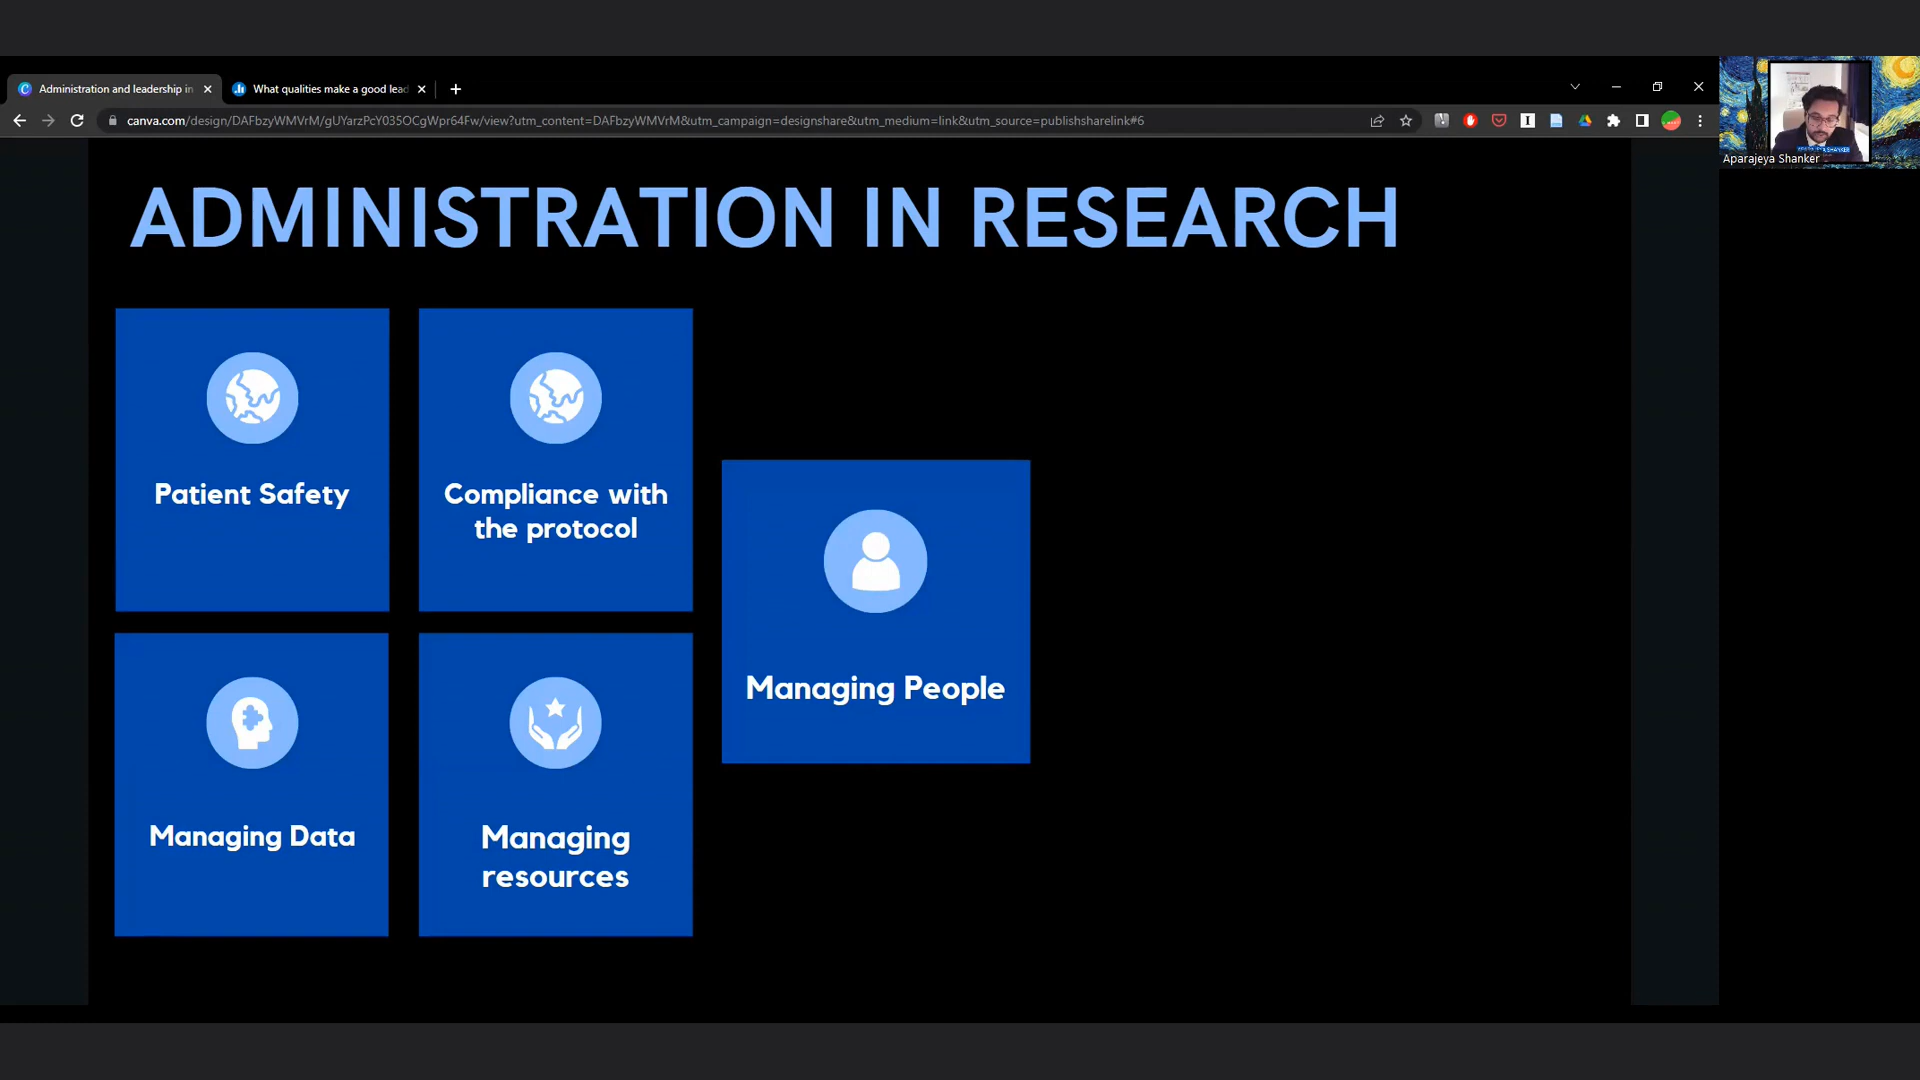 Administration and leadership in
What qualities make a good lead
canva.com/design/DAFbzyWMVrM/gUYarzPcY035OCgWpr64Fw/view?utm_content=DAFbzyWMVrM&utm_campaign=designshare&utm_medium=link&utm_source=publishsharelink#6
Aparajeya Shanker
ADMINISTRATION IN RESEARCH
Patient Safety
Compliance with
the protocol
Managing People
Managing Data
Managing
resources